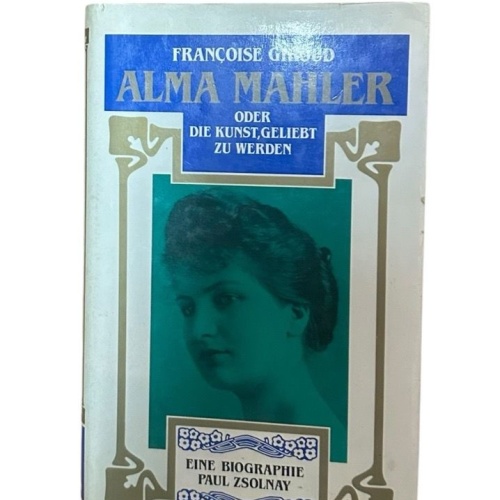 FRANÇOISE GIROUD
ALMA MAHLER
ODER
DIE KUNST, GELIEBT
ZU WERDEN
EINE BIOGRAPHIE
PAUL ZSOLNAY